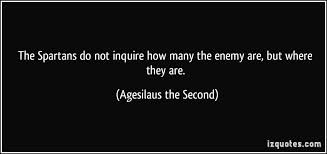 The Spartans do not inquire how many the enemy are, but where
they are.
(Agesilaus the Second)
izquotes.com